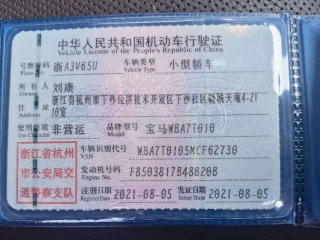 中华人民共和国机动车行驶证
Vehicle License of the People's Republic of China
号牌号码 浙A3V65U 车辆类型 小型轿车
Plate No. Vehicle Type
所有人 刘康
Owner
住址 浙江省杭州市下沙经济技术开发区下沙社区晓城天地4-21
10室
使用性质 非营运 品牌型号 宝马WBA7T010
Model
浙江省杭州
市公安局交
通警察支队
车辆识别代号 WBA7T0105MCF62730
VIN
发动机号码 F8503817B48820B
Engine No.
注册日期 2021-08-05 发证日期 2021-08-05
Register Date Issue Date